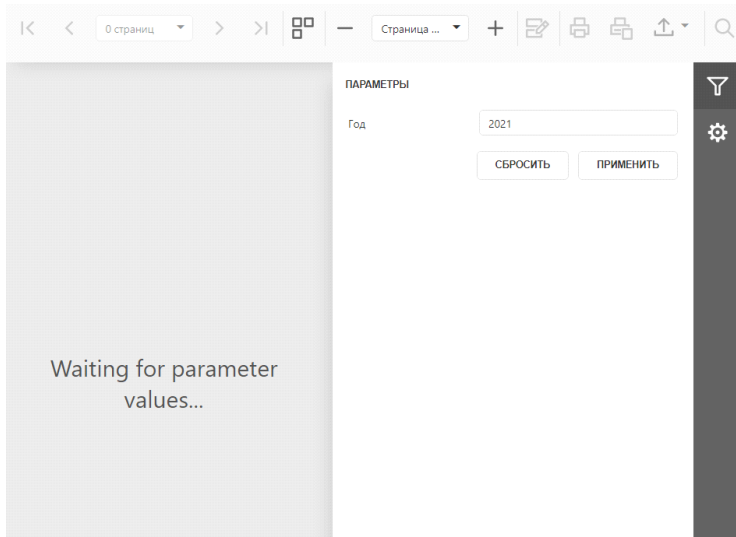 0 страниц
Страница ...
ПАРАМЕТРЫ
Год
2021
СБРОСИТЬ
ПРИМЕНИТЬ
Waiting for parameter
values...